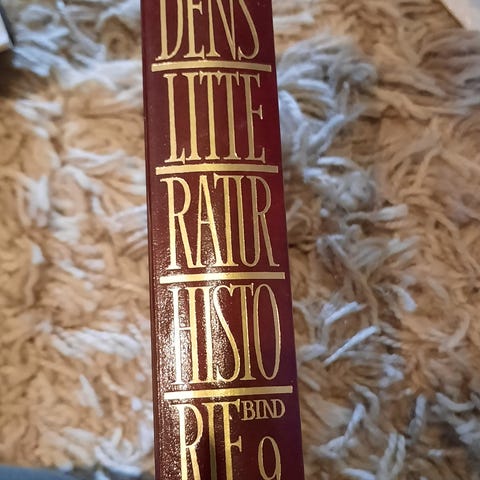 DENS
LITTE
RATUR
HISTO
RIE BIND 9